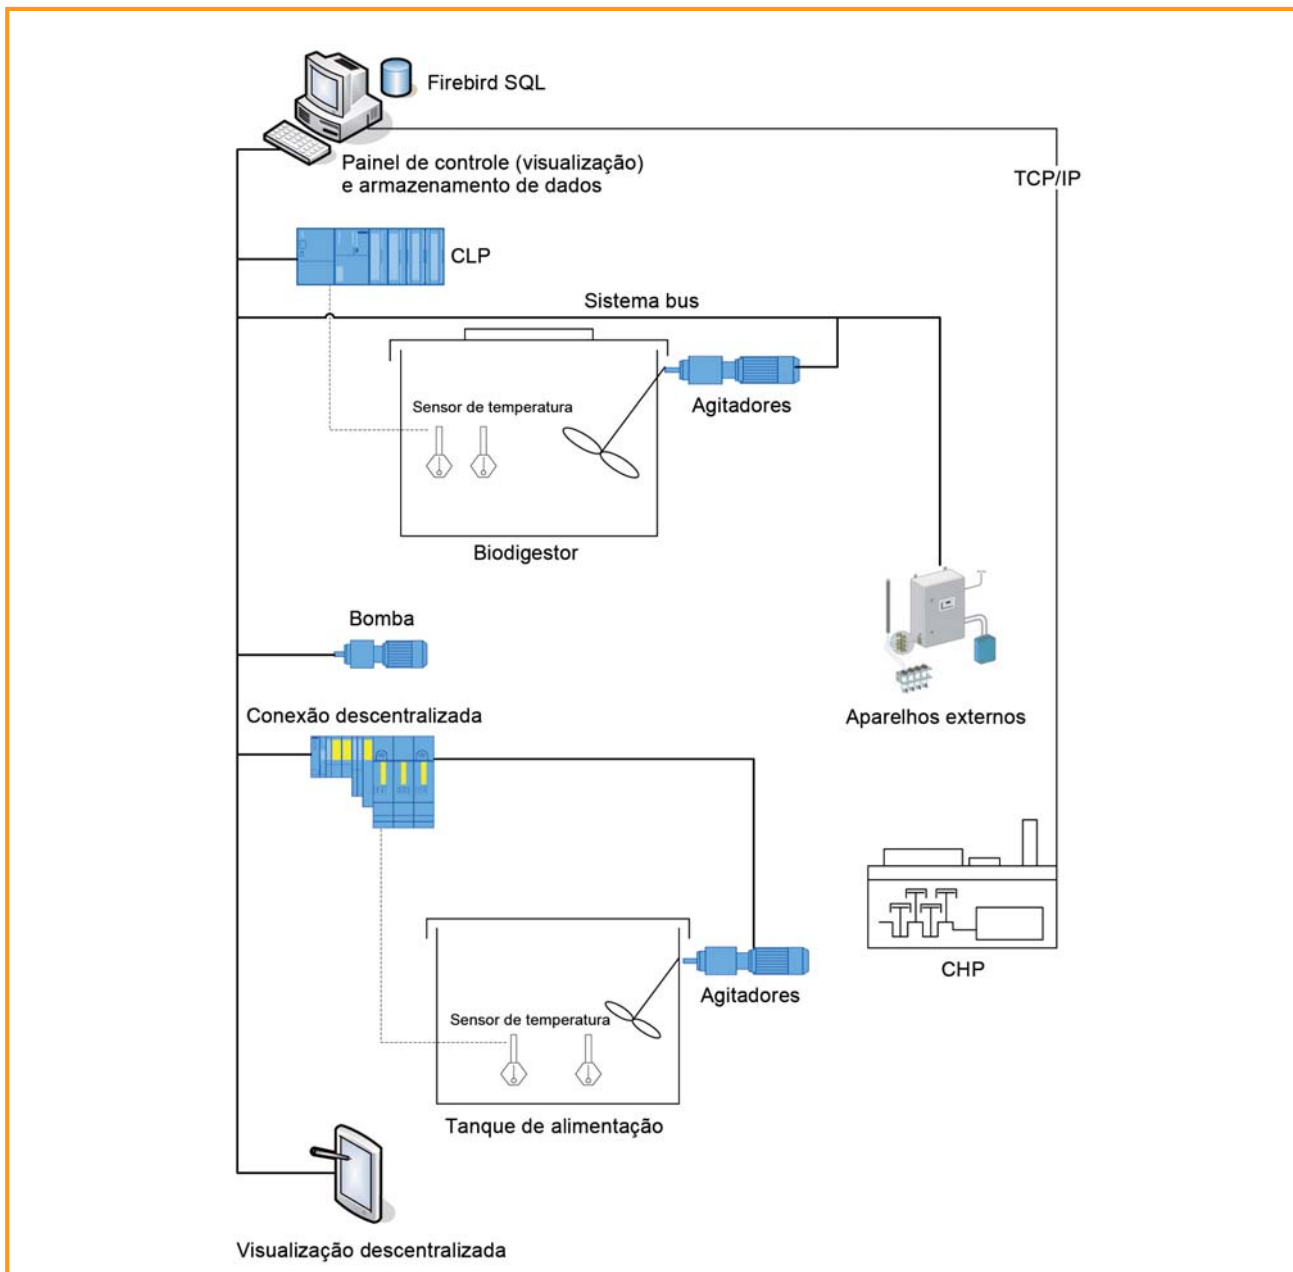 Firebird SQL
Painel de controle (visualização)
e armazenamento de dados
TCP/IP
CLP
Sistema bus
Agitadores
Sensor de temperatura
Biodigestor
Bomba
Conexão descentralizada
Aparelhos externos
CHP
Agitadores
Sensor de temperatura
Tanque de alimentação
Visualização descentralizada